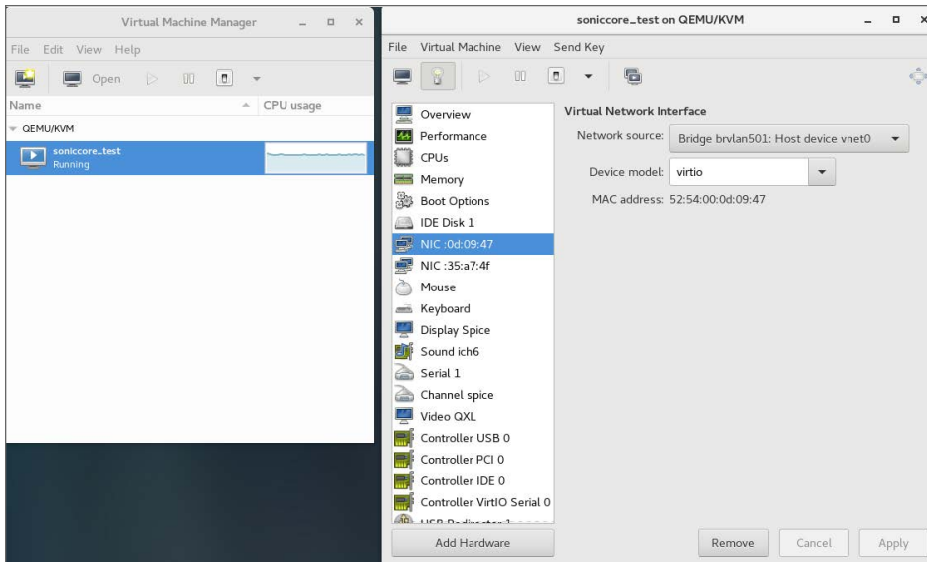 Virtual Machine Manager
File Edit View Help
Open
Name CPU usage
QEMU/KVM
soniccore_test
Running
soniccore_test on QEMU/KVM
File Virtual Machine View Send Key
Overview
Performance
CPUs
Memory
Boot Options
IDE Disk 1
NIC :0d:09:47
NIC :35:a7:4f
Mouse
Keyboard
Display Spice
Sound ich6
Serial 1
Channel spice
Video QXL
Controller USB 0
Controller PCI 0
Controller IDE 0
Controller VirtIO Serial 0
USB Redirector 1
Add Hardware
Virtual Network Interface
Network source: Bridge brvlan501: Host device vnet0
Device model: virtio
MAC address: 52:54:00:0d:09:47
Remove Cancel Apply